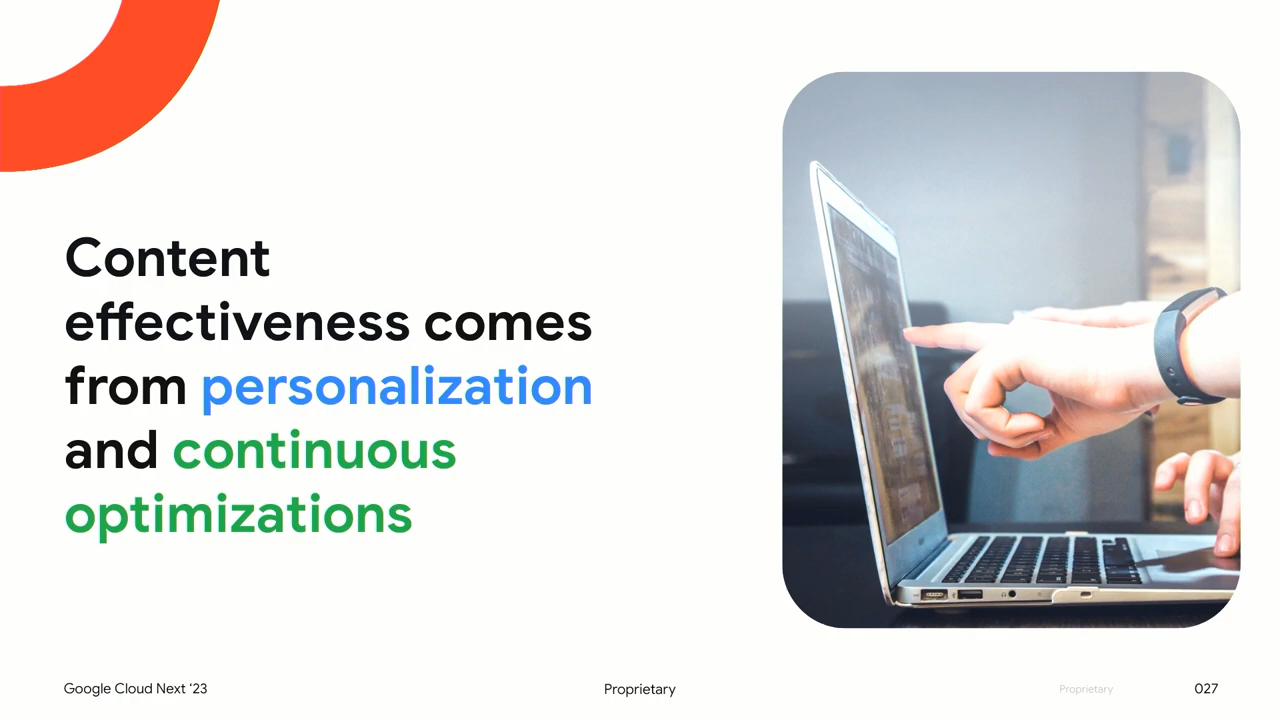 Content
effectiveness comes
from personalization
and continuous
optimizations
Google Cloud Next ‘23
Proprietary
Proprietary
027